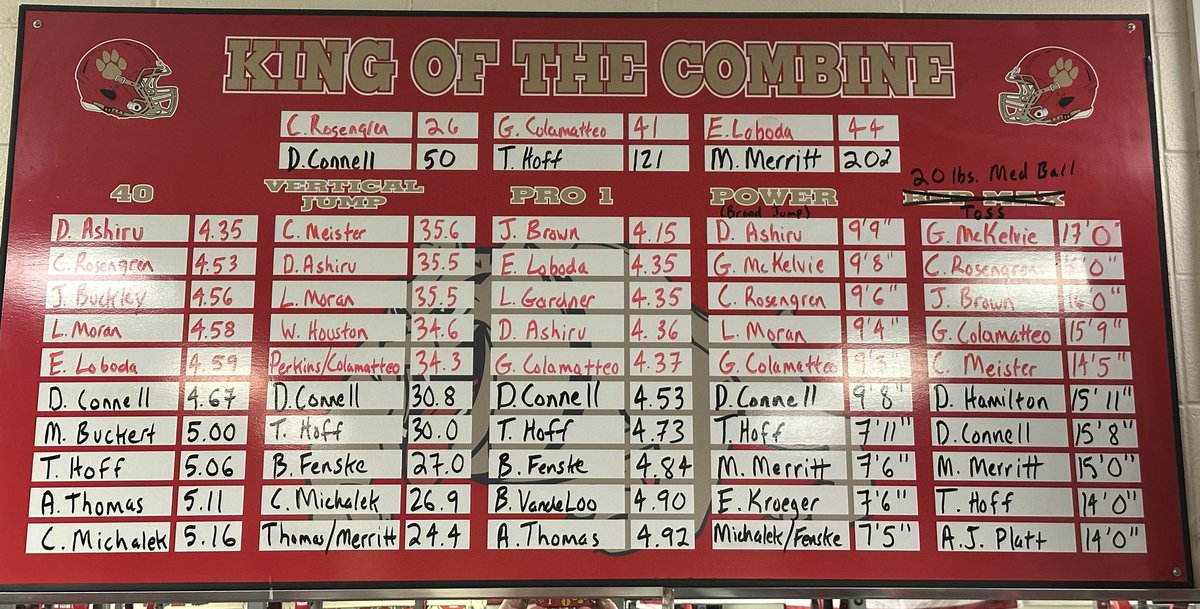 KING OF THE COMBINE
C. Rosengren 26 G. Colamatteo 41 E. Loboda 44
D. Connell 50 T. Hoff 121 M. Merritt 202
20 lbs. Med Ball
40 VERTICAL JUMP PRO 1 POWER REP MAX
(Broad Jump) Toss
D. Ashiru 4.35 C. Meister 35.6 J. Brown 4.15 D. Ashiru 9'9" G. McKelvie 17'0"
C. Rosengren 4.53 D. Ashiru 35.5 E. Loboda 4.35 G. McKelvie 9'8" C. Rosengren 16'0"
J. Buckley 4.56 L. Moran 35.5 L. Gardner 4.35 C. Rosengren 9'6" J. Brown 16'0"
L. Moran 4.58 W. Houston 34.6 D. Ashiru 4.36 L. Moran 9'4" G. Colamatteo 15'9"
E. Loboda 4.59 Perkins/Colamatteo 34.3 G. Colamatteo 4.37 G. Colamatteo 9'3" C. Meister 14'5"
D. Connell 4.67 D. Connell 30.8 D. Connell 4.53 D. Connell 9'8" D. Hamilton 15'11"
M. Buckert 5.00 T. Hoff 30.0 T. Hoff 4.73 T. Hoff 7'11" D. Connell 15'8"
T. Hoff 5.06 B. Fenske 27.0 B. Fenske 4.84 M. Merritt 7'6" M. Merritt 15'0"
A. Thomas 5.11 C. Michalek 26.9 B. VandeLoo 4.90 E. Kroeger 7'6" T. Hoff 14'0"
C. Michalek 5.16 Thomas/Merritt 24.4 A. Thomas 4.92 Michalek/Fenske 7'5" A.J. Platt 14'0"